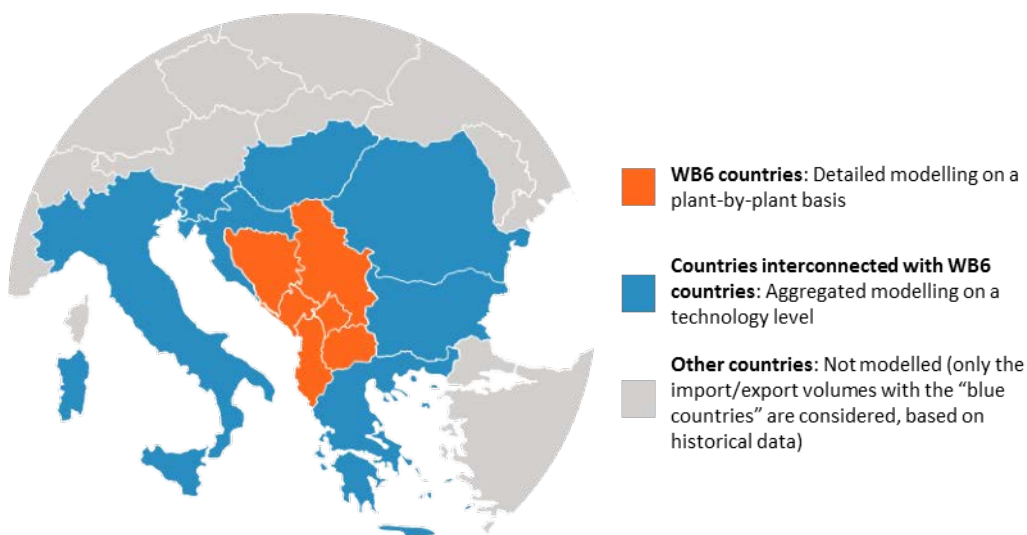 WB6 countries: Detailed modelling on a
plant-by-plant basis
Countries interconnected with WB6
countries: Aggregated modelling on a
technology level
Other countries: Not modelled (only the
import/export volumes with the “blue
countries” are considered, based on
historical data)